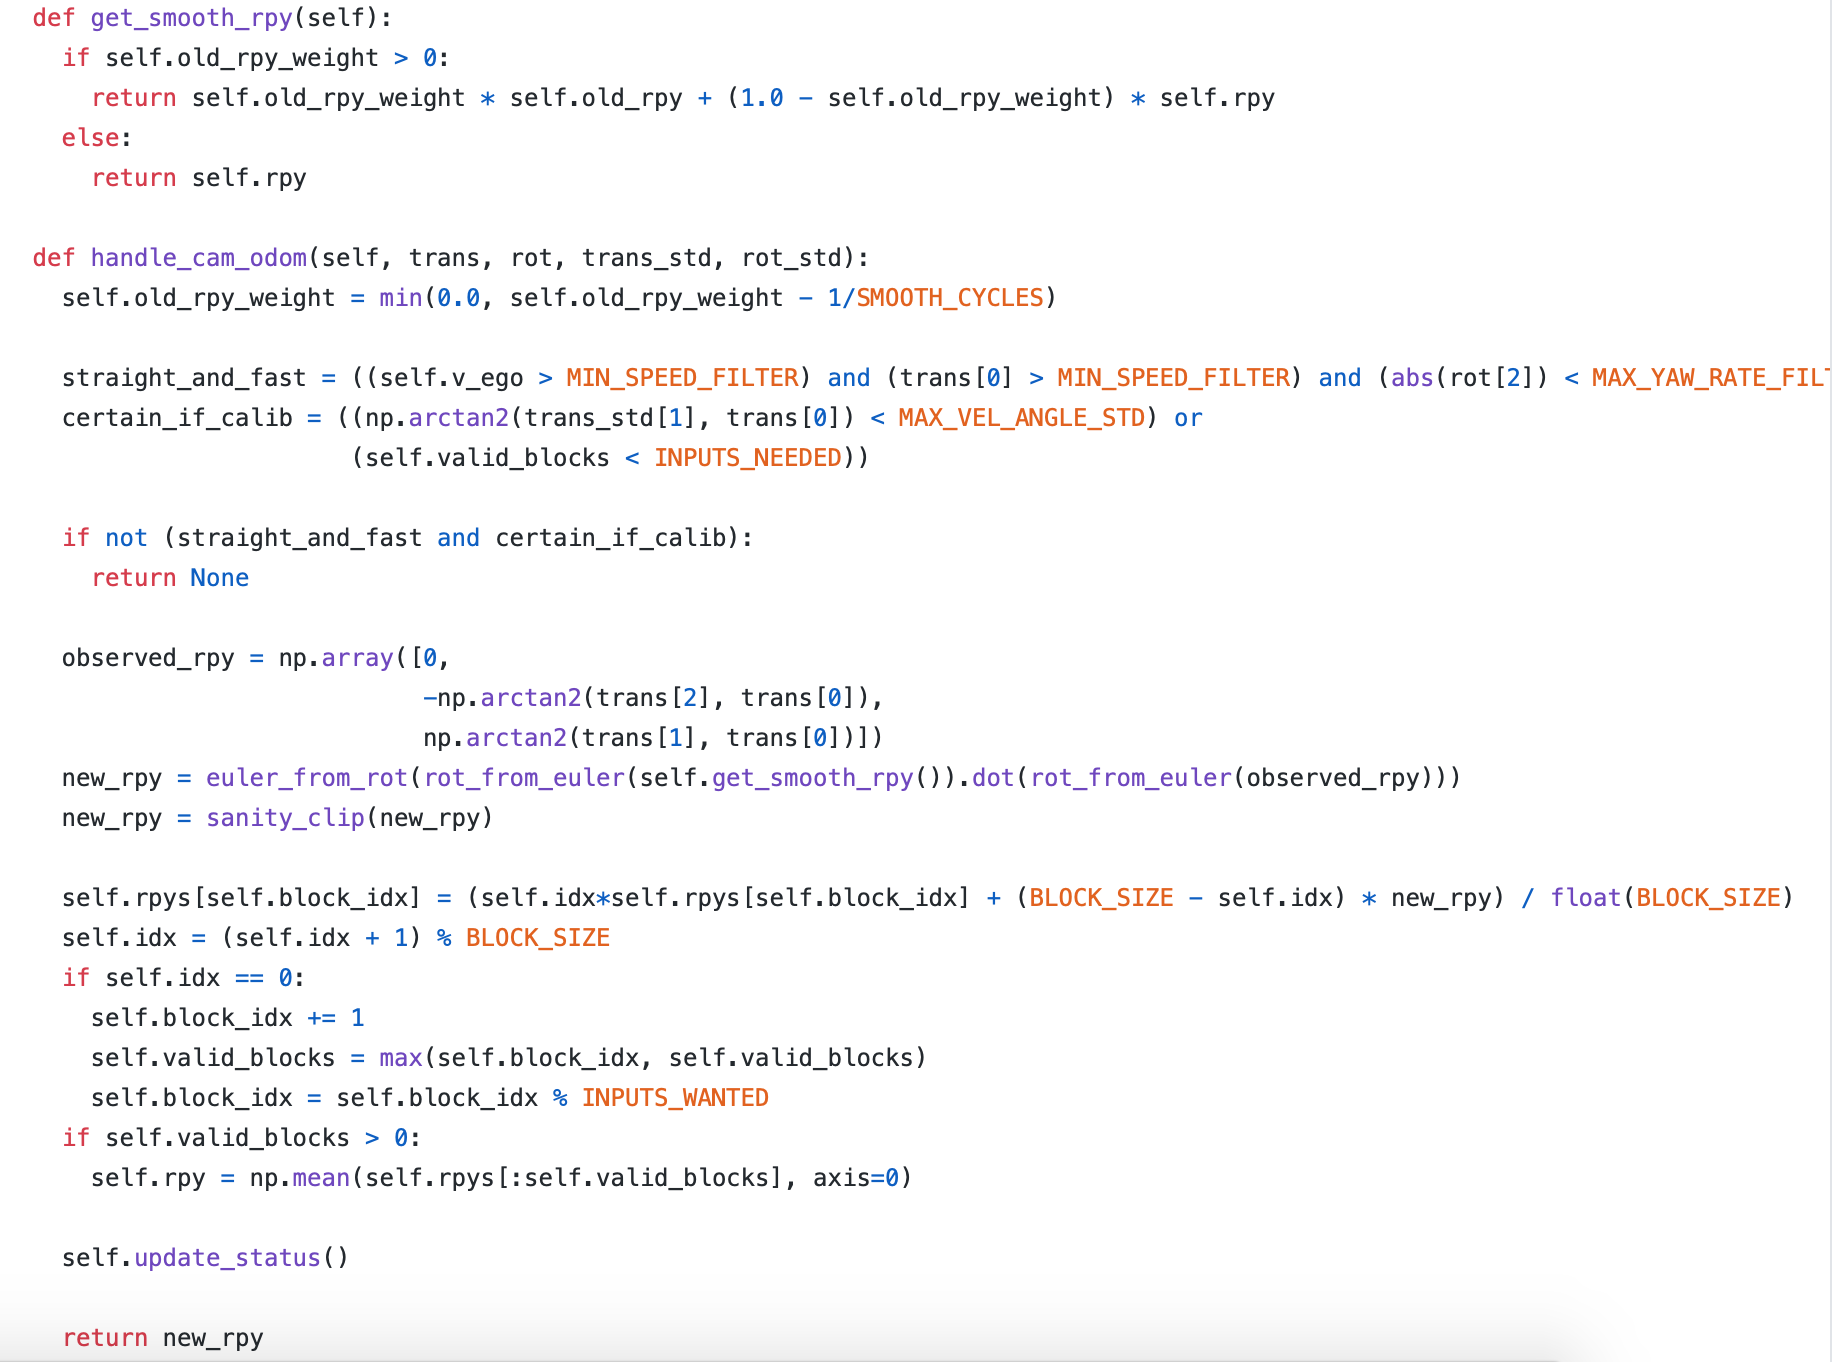 def get_smooth_rpy(self):
  if self.old_rpy_weight > 0:
    return self.old_rpy_weight * self.old_rpy + (1.0 - self.old_rpy_weight) * self.rpy
  else:
    return self.rpy

def handle_cam_odom(self, trans, rot, trans_std, rot_std):
  self.old_rpy_weight = min(0.0, self.old_rpy_weight - 1/SMOOTH_CYCLES)

  straight_and_fast = ((self.v_ego > MIN_SPEED_FILTER) and (trans[0] > MIN_SPEED_FILTER) and (abs(rot[2]) < MAX_YAW_RATE_FILT
  certain_if_calib = ((np.arctan2(trans_std[1], trans[0]) < MAX_VEL_ANGLE_STD) or
                      (self.valid_blocks < INPUTS_NEEDED))

  if not (straight_and_fast and certain_if_calib):
    return None

  observed_rpy = np.array([0,
                           -np.arctan2(trans[2], trans[0]),
                           np.arctan2(trans[1], trans[0])])
  new_rpy = euler_from_rot(rot_from_euler(self.get_smooth_rpy()).dot(rot_from_euler(observed_rpy)))
  new_rpy = sanity_clip(new_rpy)

  self.rpys[self.block_idx] = (self.idx*self.rpys[self.block_idx] + (BLOCK_SIZE - self.idx) * new_rpy) / float(BLOCK_SIZE)
  self.idx = (self.idx + 1) % BLOCK_SIZE
  if self.idx == 0:
    self.block_idx += 1
    self.valid_blocks = max(self.block_idx, self.valid_blocks)
    self.block_idx = self.block_idx % INPUTS_WANTED
  if self.valid_blocks > 0:
    self.rpy = np.mean(self.rpys[:self.valid_blocks], axis=0)

  self.update_status()

  return new_rpy